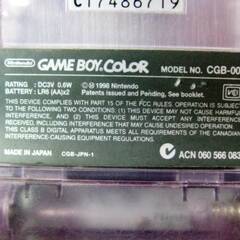 C17486719
Nintendo GAME BOY COLOR MODEL NO. CGB-00
RATING : DC3V 0.6W © 1998 Nintendo
BATTERY : LR6 (AA)x2 Patents Pending. See booklet.
THIS DEVICE COMPLIES WITH PART 15 OF THE FCC RULES. OPERATION IS SUBJECT
TO THE FOLLOWING TWO CONDITIONS: (1) THIS DEVICE MAY NOT CAUSE HARMFUL
INTERFERENCE, AND (2) THIS DEVICE MUST ACCEPT ANY INTERFERENCE
RECEIVED, INCLUDING INTERFERENCE THAT MAY CAUSE UNDESIRED OPERATION.
THIS CLASS B DIGITAL APPARATUS MEETS ALL REQUIREMENTS OF THE CANADIAN
INTERFERENCE-CAUSING EQUIPMENT REGULATIONS.
MADE IN JAPAN CGB-JPN-1 ACN 060 566 083